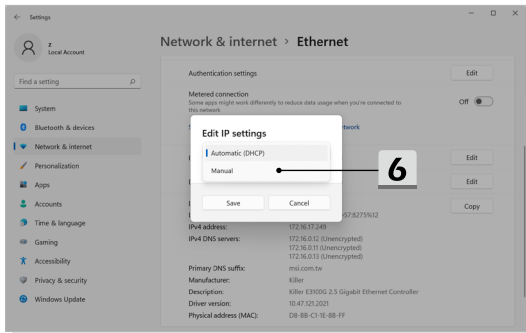 Settings
z
Local Account
Find a setting
System
Bluetooth & devices
Network & internet
Personalization
Apps
Accounts
Time & language
Gaming
Accessibility
Privacy & security
Windows Update
Network & internet > Ethernet
Authentication settings
Edit
Metered connection
Some apps might work differently to reduce data usage when you're connected to
this network
Off
Edit IP settings
Automatic (DHCP)
Manual
6
Save
Cancel
Edit
Edit
Copy
IPv4 address: 172.16.17.249
IPv4 DNS servers: 172.16.0.12 (Unencrypted)
172.16.0.11 (Unencrypted)
172.16.0.13 (Unencrypted)
Primary DNS suffix: msi.com.tw
Manufacturer: Killer
Description: Killer E3100G 2.5 Gigabit Ethernet Controller
Driver version: 10.47.121.2021
Physical address (MAC): D8-BB-C1-1E-8B-FF